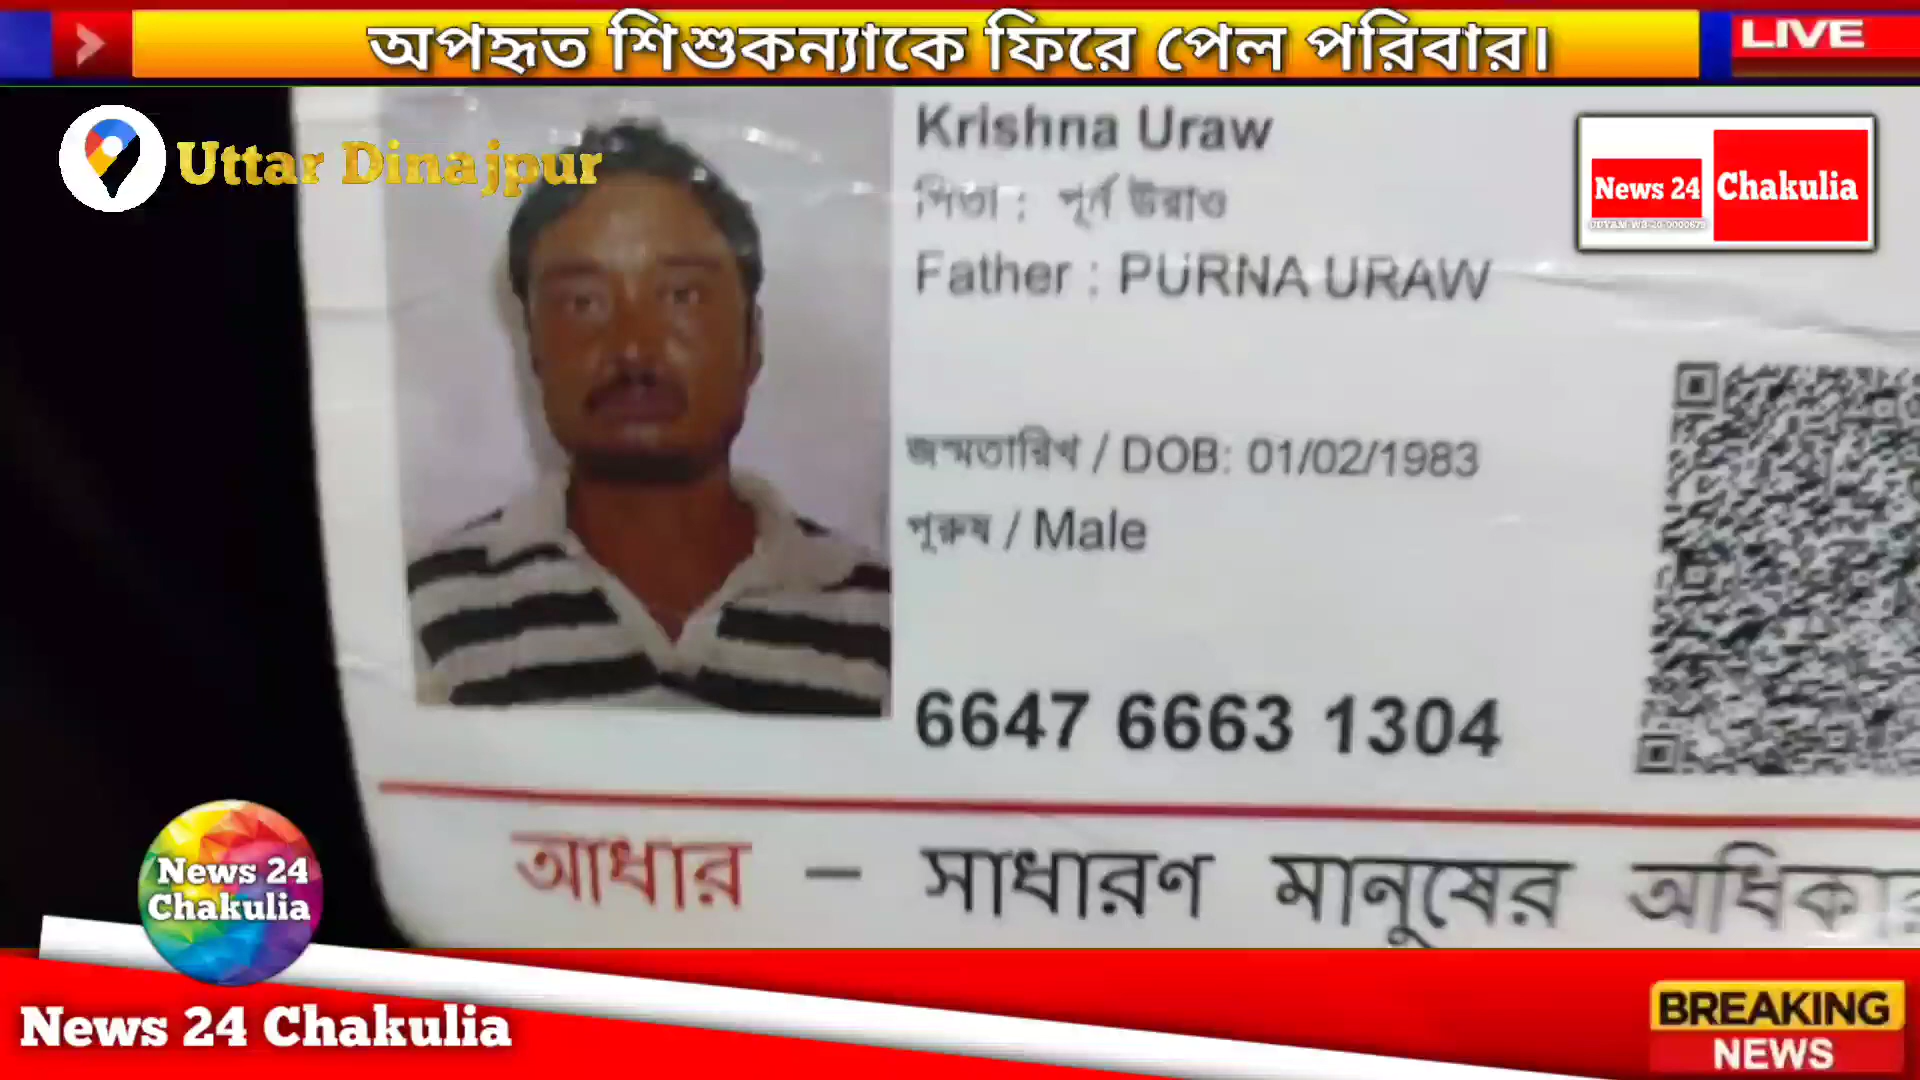 অপহৃত শিশুকন্যাকে ফিরে পেল পরিবার।
LIVE
Uttar Dinajpur
Krishna Uraw
পিতা : পূর্ন উরাও
Father : PURNA URAW
News 24 Chakulia
জন্মতারিখ / DOB: 01/02/1983
পুরুষ / Male
6647 6663 1304
আধার – সাধারণ মানুষের অধিকার
News 24
Chakulia
News 24 Chakulia
BREAKING
NEWS